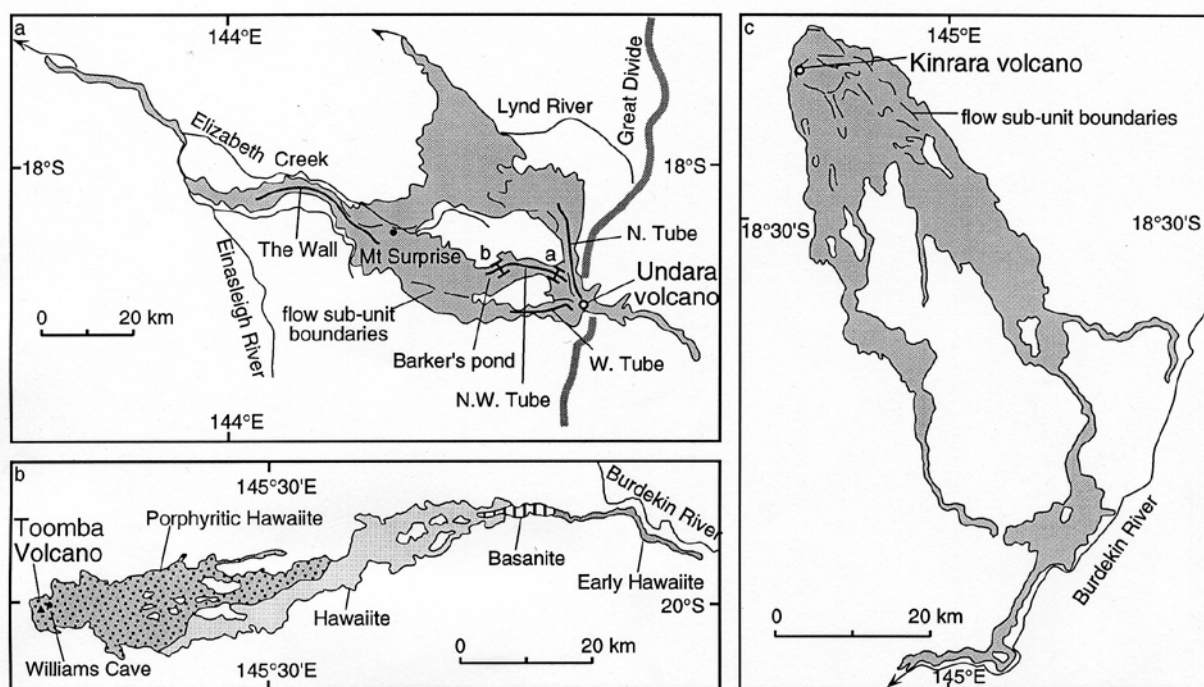 a
144°E
Lynd River
Great Divide
Elizabeth
Creek
18°S
18°S
The Wall
Mt Surprise
b
a
N. Tube
Undara
volcano
Einasleigh River
flow sub-unit
boundaries
Barker's pond
W. Tube
N.W. Tube
0
20 km
144°E
b
145°30'E
Burdekin River
Toomba
Volcano
Porphyritic Hawaiite
Basanite
Early Hawaiite
Hawaiite
20°S
Williams Cave
145°30'E
0
20 km
c
145°E
Kinrara volcano
flow sub-unit boundaries
18°30'S
18°30'S
Burdekin River
0
20 km
145°E